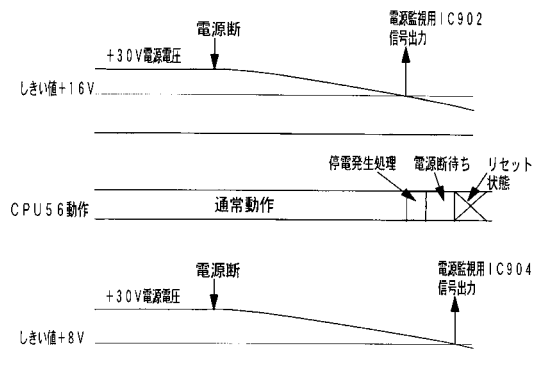 電源監視用IC902
信号出力
電源断
+30V電源電圧
しきい値+16V
停電発生処理
電源断待ち
リセット
状態
CPU56動作
通常動作
電源監視用IC904
信号出力
電源断
+30V電源電圧
しきい値+8V